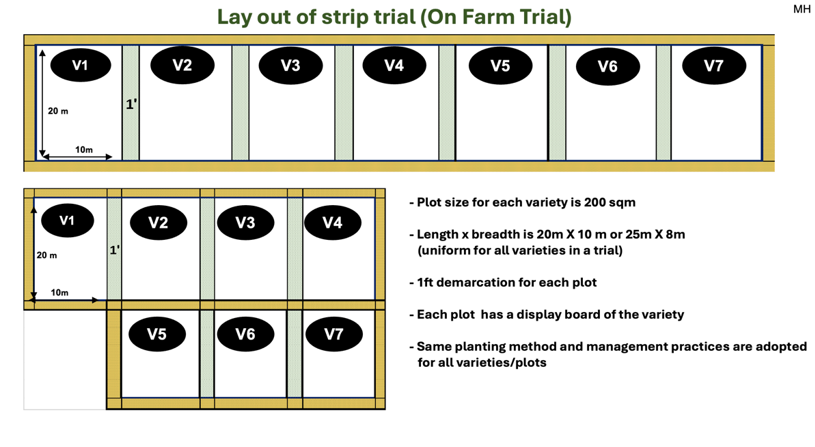 MH
Lay out of strip trial (On Farm Trial)
V1 V2 V3 V4 V5 V6 V7
20 m
1'
10m
V1 V2 V3 V4
20 m
1'
10m
V5 V6 V7
- Plot size for each variety is 200 sqm
- Length x breadth is 20m X 10 m or 25m X 8m
(uniform for all varieties in a trial)
- 1ft demarcation for each plot
- Each plot has a display board of the variety
- Same planting method and management practices are adopted
for all varieties/plots